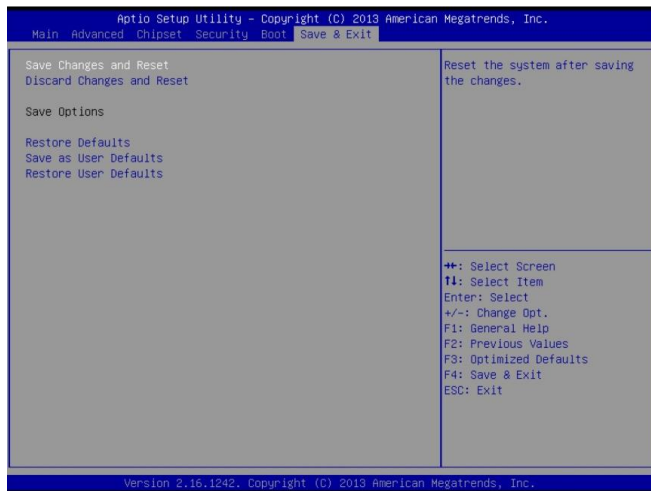 Aptio Setup Utility – Copyright (C) 2013 American Megatrends, Inc.
Main Advanced Chipset Security Boot Save & Exit
Save Changes and Reset
Discard Changes and Reset
Save Options
Restore Defaults
Save as User Defaults
Restore User Defaults
Reset the system after saving
the changes.
→←: Select Screen
↑↓: Select Item
Enter: Select
+/-: Change Opt.
F1: General Help
F2: Previous Values
F3: Optimized Defaults
F4: Save & Exit
ESC: Exit
Version 2.16.1242. Copyright (C) 2013 American Megatrends, Inc.